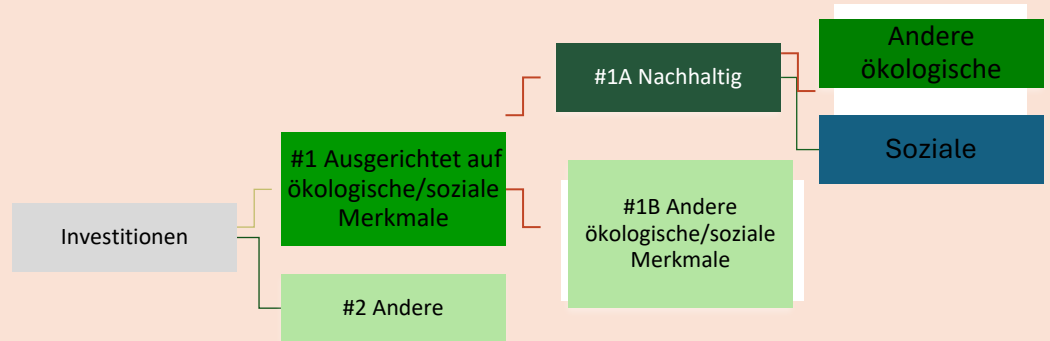 Investitionen
#1 Ausgerichtet auf
ökologische/soziale
Merkmale
#2 Andere
#1A Nachhaltig
#1B Andere
ökologische/soziale
Merkmale
Andere
ökologische
Soziale